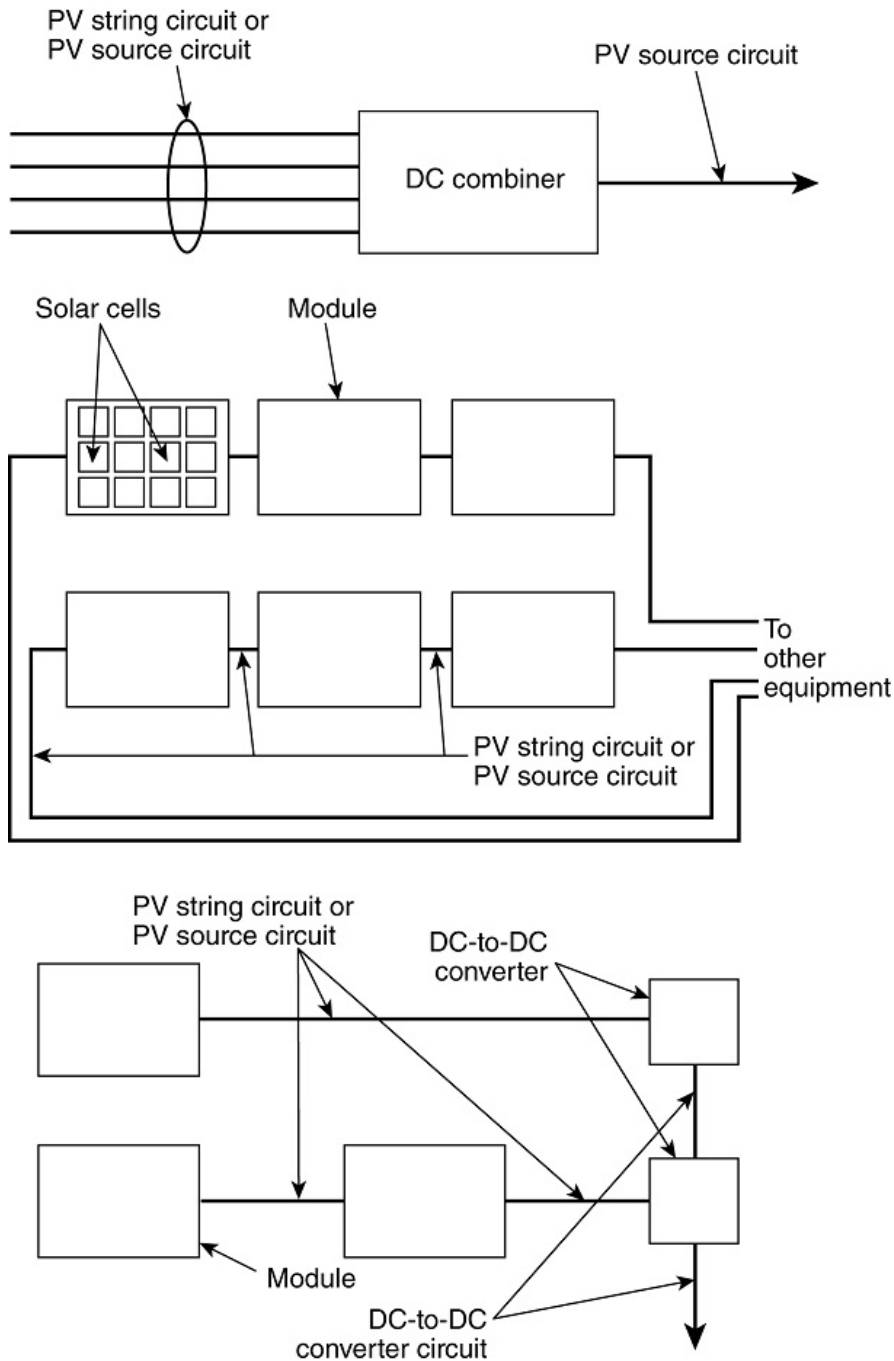 PV string circuit or
PV source circuit
PV source circuit
DC combiner
Solar cells
Module
To
other
equipment
PV string circuit or
PV source circuit
PV string circuit or
PV source circuit
DC-to-DC
converter
Module
DC-to-DC
converter circuit